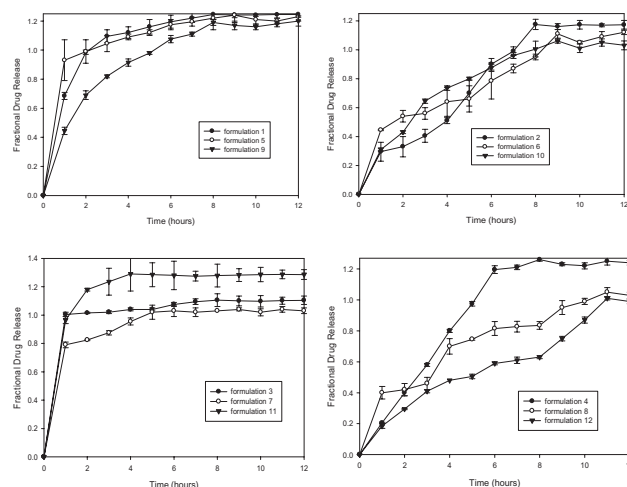 Fractional Drug Release
1.2
1.0
0.8
0.6
0.4
0.2
0.0
formulation 1
formulation 5
formulation 9
0 2 4 6 8 10 12
Time (hours)
Fractional Drug Release
1.2
1.0
0.8
0.6
0.4
0.2
0.0
formulation 2
formulation 6
formulation 10
0 2 4 6 8 10 12
Time (hours)
Fractional Drug Release
1.4
1.2
1.0
0.8
0.6
0.4
0.2
0.0
formulation 3
formulation 7
formulation 11
0 2 4 6 8 10 12
Time (hours)
Fractional Drug Release
1.2
1.0
0.8
0.6
0.4
0.2
0.0
formulation 4
formulation 8
formulation 12
0 2 4 6 8 10
Time (hours)